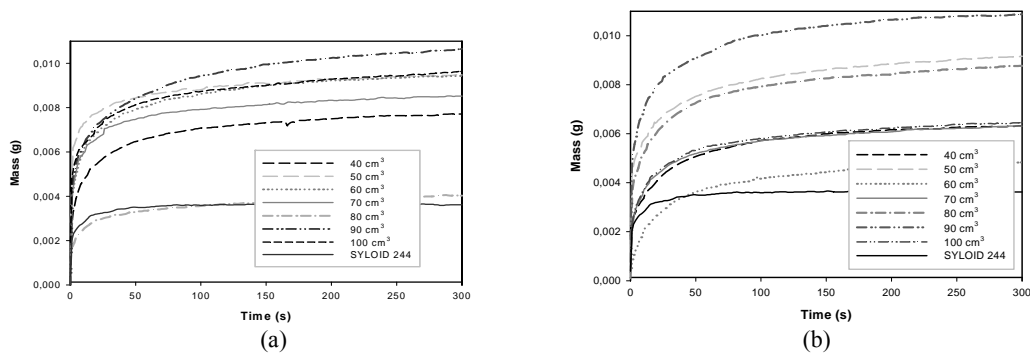 0,010
0,008
0,006
0,004
0,002
0,000
Mass (g)
40 cm³
50 cm³
60 cm³
70 cm³
80 cm³
90 cm³
100 cm³
SYLOID 244
0 50 100 150 200 250 300
Time (s)
(a)
0,010
0,008
0,006
0,004
0,002
0,000
Mass (g)
40 cm³
50 cm³
60 cm³
70 cm³
80 cm³
90 cm³
100 cm³
SYLOID 244
0 50 100 150 200 250 300
Time (s)
(b)